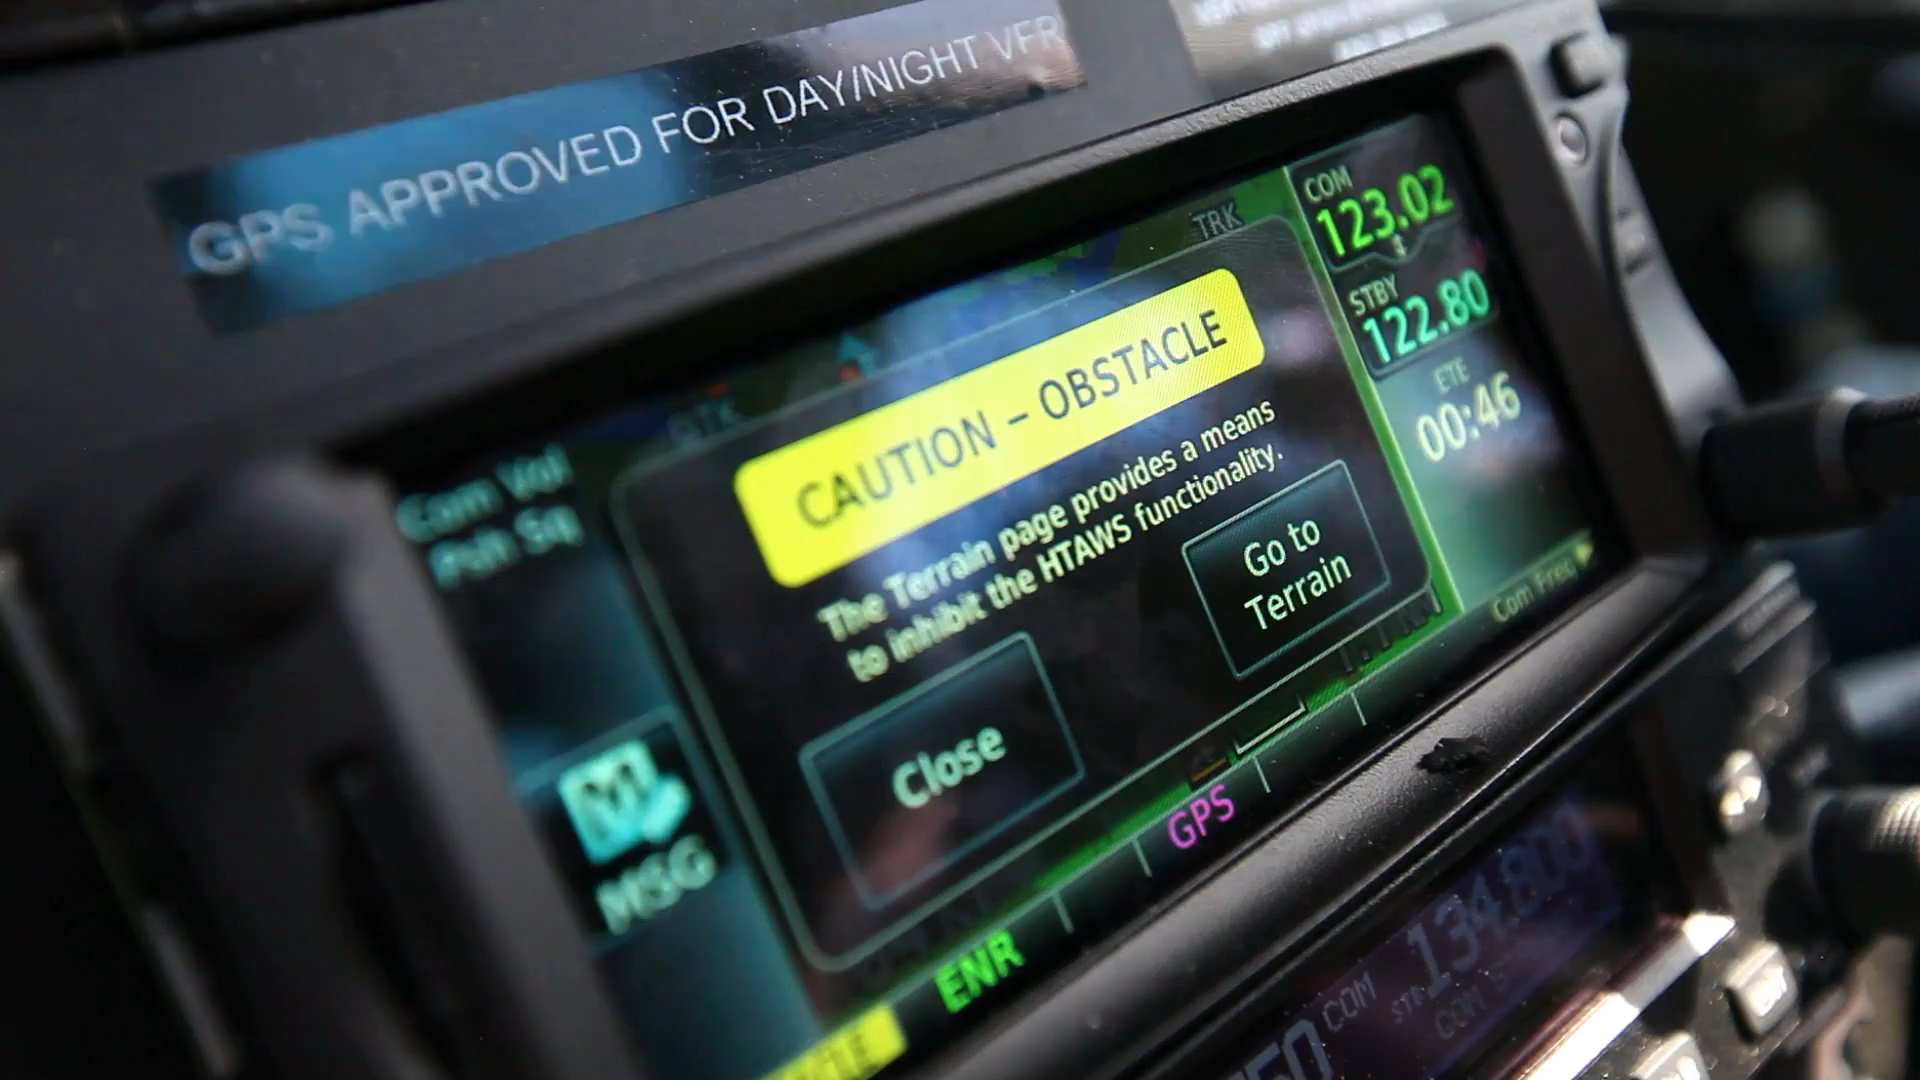 GPS APPROVED FOR DAY/NIGHT VFR
TRK
COM
123.02
STBY
122.80
ETE
00:46
DTK
CAUTION – OBSTACLE
Com Vol
Psh Sq
The Terrain page provides a means
to inhibit the HTAWS functionality.
Go to
Terrain
Close
Com Freq
MSG
GPS
ENR
134.800
COM